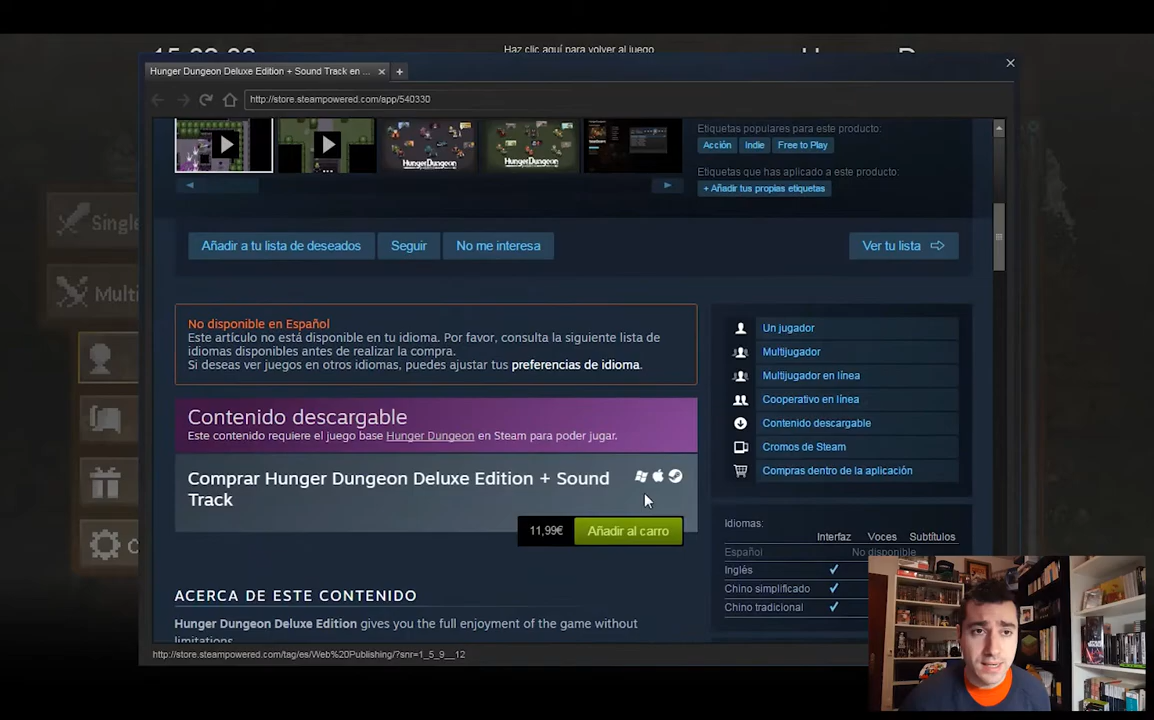 Haz clic aquí para volver al juego
Hunger Dungeon Deluxe Edition + Sound Track en ...
http://store.steampowered.com/app/540330
Etiquetas populares para este producto:
Acción Indie Free to Play
Etiquetas que has aplicado a este producto:
+ Añadir tus propias etiquetas
HungerDungeon
HungerDungeon
Single
Multi
Añadir a tu lista de deseados Seguir No me interesa Ver tu lista
No disponible en Español
Este artículo no está disponible en tu idioma. Por favor, consulta la siguiente lista de
idiomas disponibles antes de realizar la compra.
Si deseas ver juegos en otros idiomas, puedes ajustar tus preferencias de idioma.
Contenido descargable
Este contenido requiere el juego base Hunger Dungeon en Steam para poder jugar.
Comprar Hunger Dungeon Deluxe Edition + Sound
Track
11,99€ Añadir al carro
Un jugador
Multijugador
Multijugador en línea
Cooperativo en línea
Contenido descargable
Cromos de Steam
Compras dentro de la aplicación
Idiomas:
Interfaz Voces Subtítulos
Español No disponible
Inglés
Chino simplificado
Chino tradicional
ACERCA DE ESTE CONTENIDO
Hunger Dungeon Deluxe Edition gives you the full enjoyment of the game without
limitations
http://store.steampowered.com/tag/es/Web%20Publishing/?snr=1_5_9__12